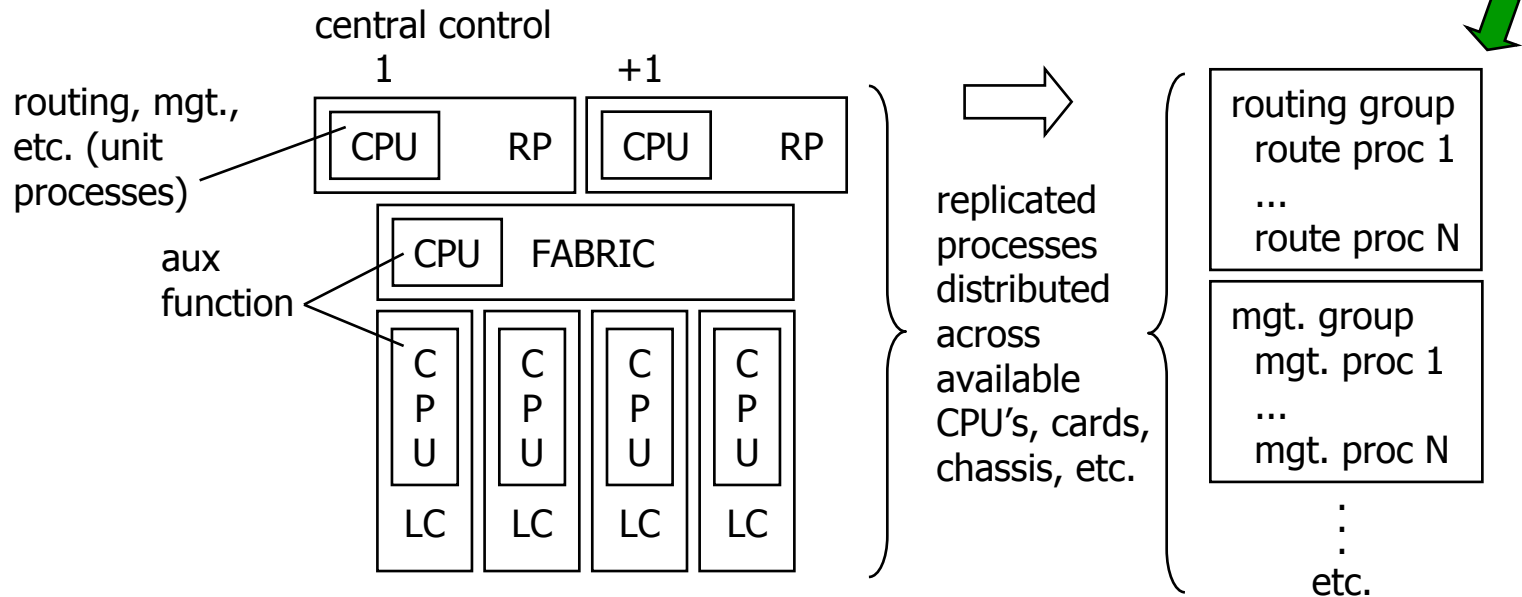 central control
1
+1
routing, mgt.,
etc. (unit
processes)
CPU
RP
CPU
RP
aux
function
CPU
FABRIC
C
P
U
LC
C
P
U
LC
C
P
U
LC
C
P
U
LC
replicated
processes
distributed
across
available
CPU’s, cards,
chassis, etc.
routing group
route proc 1
...
route proc N
mgt. group
mgt. proc 1
...
mgt. proc N
.
.
.
etc.